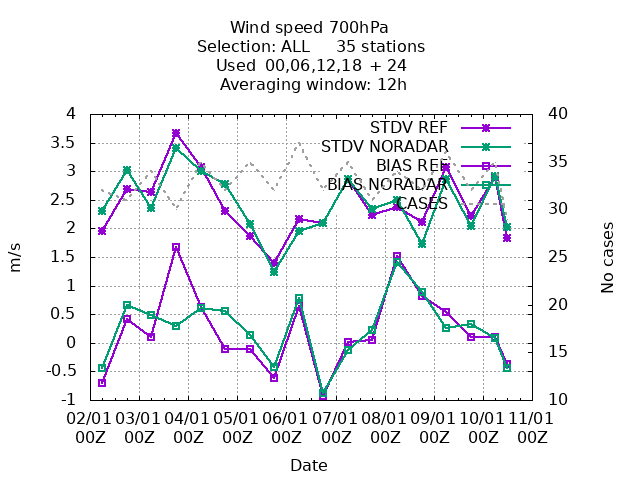 Wind speed 700hPa
Selection: ALL 35 stations
Used 00,06,12,18 + 24
Averaging window: 12h
4
3.5
3
2.5
2
1.5
1
0.5
0
-0.5
-1
m/s
STDV REF
STDV NORADAR
BIAS REF
BIAS NORADAR
CASES
40
35
30
25
20
15
10
No cases
02/01 03/01 04/01 05/01 06/01 07/01 08/01 09/01 10/01 11/01
00Z 00Z 00Z 00Z 00Z 00Z 00Z 00Z 00Z 00Z
Date